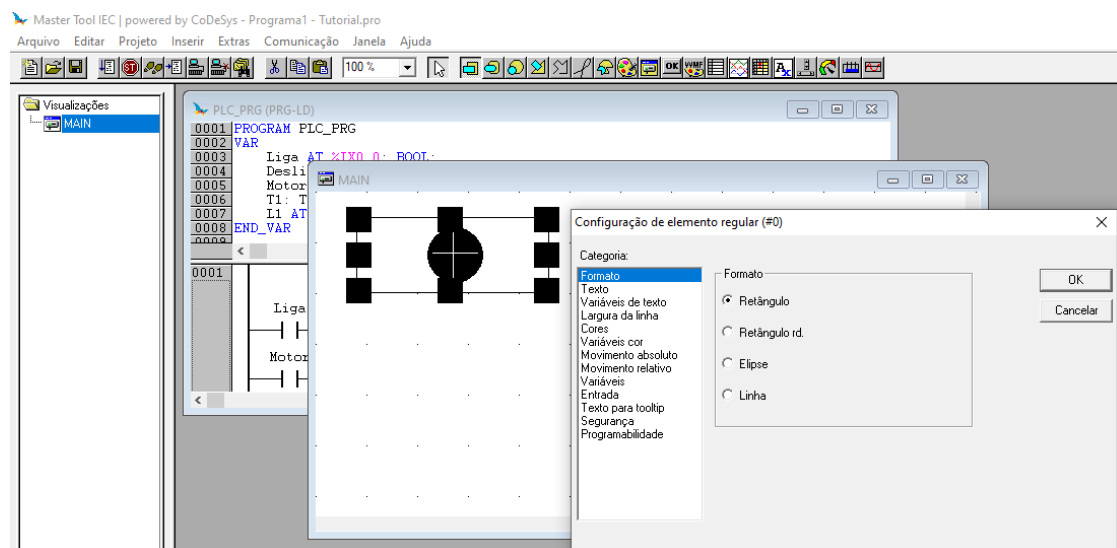 Master Tool IEC | powered by CoDeSys - Programa1 - Tutorial.pro
Arquivo Editar Projeto Inserir Extras Comunicação Janela Ajuda
100 %
Visualizações
MAIN
PLC_PRG (PRG-LD)
0001 PROGRAM PLC_PRG
0002 VAR
0003 Liga AT %IX0.0: BOOL;
0004 Desli
0005 Motor
0006 T1: T
0007 L1 AT
0008 END_VAR
0009
0001
Liga
Motor
MAIN
Configuração de elemento regular (#0)
Categoria:
Formato
Texto
Variáveis de texto
Largura da linha
Cores
Variáveis cor
Movimento absoluto
Movimento relativo
Variáveis
Entrada
Texto para tooltip
Segurança
Programabilidade
Formato
Retângulo
Retângulo rd.
Elipse
Linha
OK
Cancelar